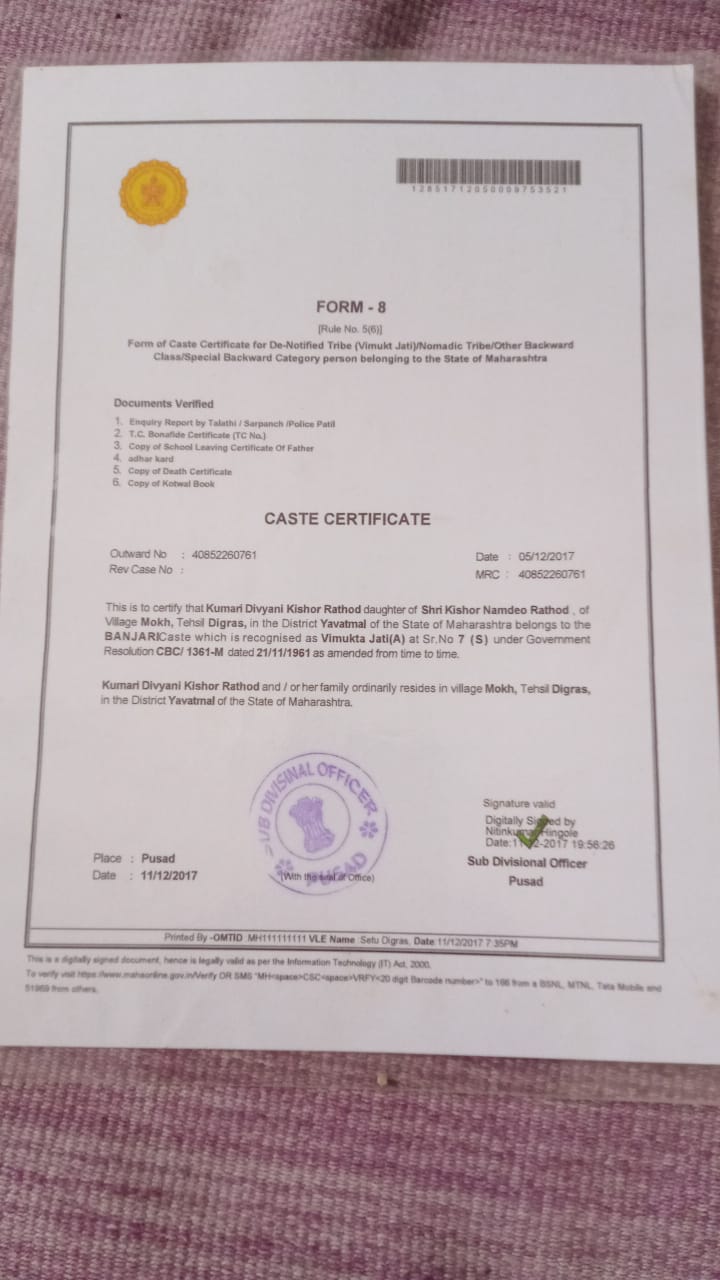 12851712050009753521
FORM - 8
[Rule No. 5(6)]
Form of Caste Certificate for De-Notified Tribe (Vimukt Jati)/Nomadic Tribe/Other Backward
Class/Special Backward Category person belonging to the State of Maharashtra
Documents Verified
1. Enquiry Report by Talathi / Sarpanch /Police Patil
2. T.C. Bonafide Certificate (TC No.)
3. Copy of School Leaving Certificate Of Father
4. adhar kard
5. Copy of Death Certificate
6. Copy of Kotwal Book
CASTE CERTIFICATE
Outward No : 40852260761 Date : 05/12/2017
Rev Case No : MRC : 40852260761
This is to certify that Kumari Divyani Kishor Rathod daughter of Shri Kishor Namdeo Rathod , of
Village Mokh, Tehsil Digras, in the District Yavatmal of the State of Maharashtra belongs to the
BANJARICaste which is recognised as Vimukta Jati(A) at Sr.No 7 (S) under Government
Resolution CBC/ 1361-M dated 21/11/1961 as amended from time to time.
Kumari Divyani Kishor Rathod and / or her family ordinarily resides in village Mokh, Tehsil Digras,
in the District Yavatmal of the State of Maharashtra.
SUB DIVISINAL OFFICER
PUSAD
Signature valid
Digitally Signed by
Nitinkumar Hingole
Date:11-12-2017 19:56:26
Sub Divisional Officer
Pusad
Place : Pusad
Date : 11/12/2017
(With the seal of Office)
Printed By -OMTID MH111111111 VLE Name Setu Digras, Date 11/12/2017 7:35PM
This is a digitally signed document, hence is legally valid as per the Information Technology (IT) Act, 2000.
To verify visit https://www.mahaonline.gov.in/Verify OR SMS "MH<space>CSC<space>VRFY<20 digit Barcode number>" to 166 from a BSNL, MTNL, Tata Mobile and
51969 from others.